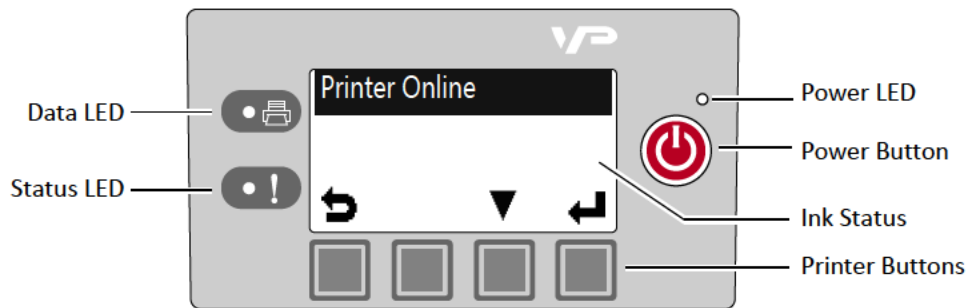 VP
Printer Online
Data LED
Status LED
!
Power LED
Power Button
Ink Status
Printer Buttons